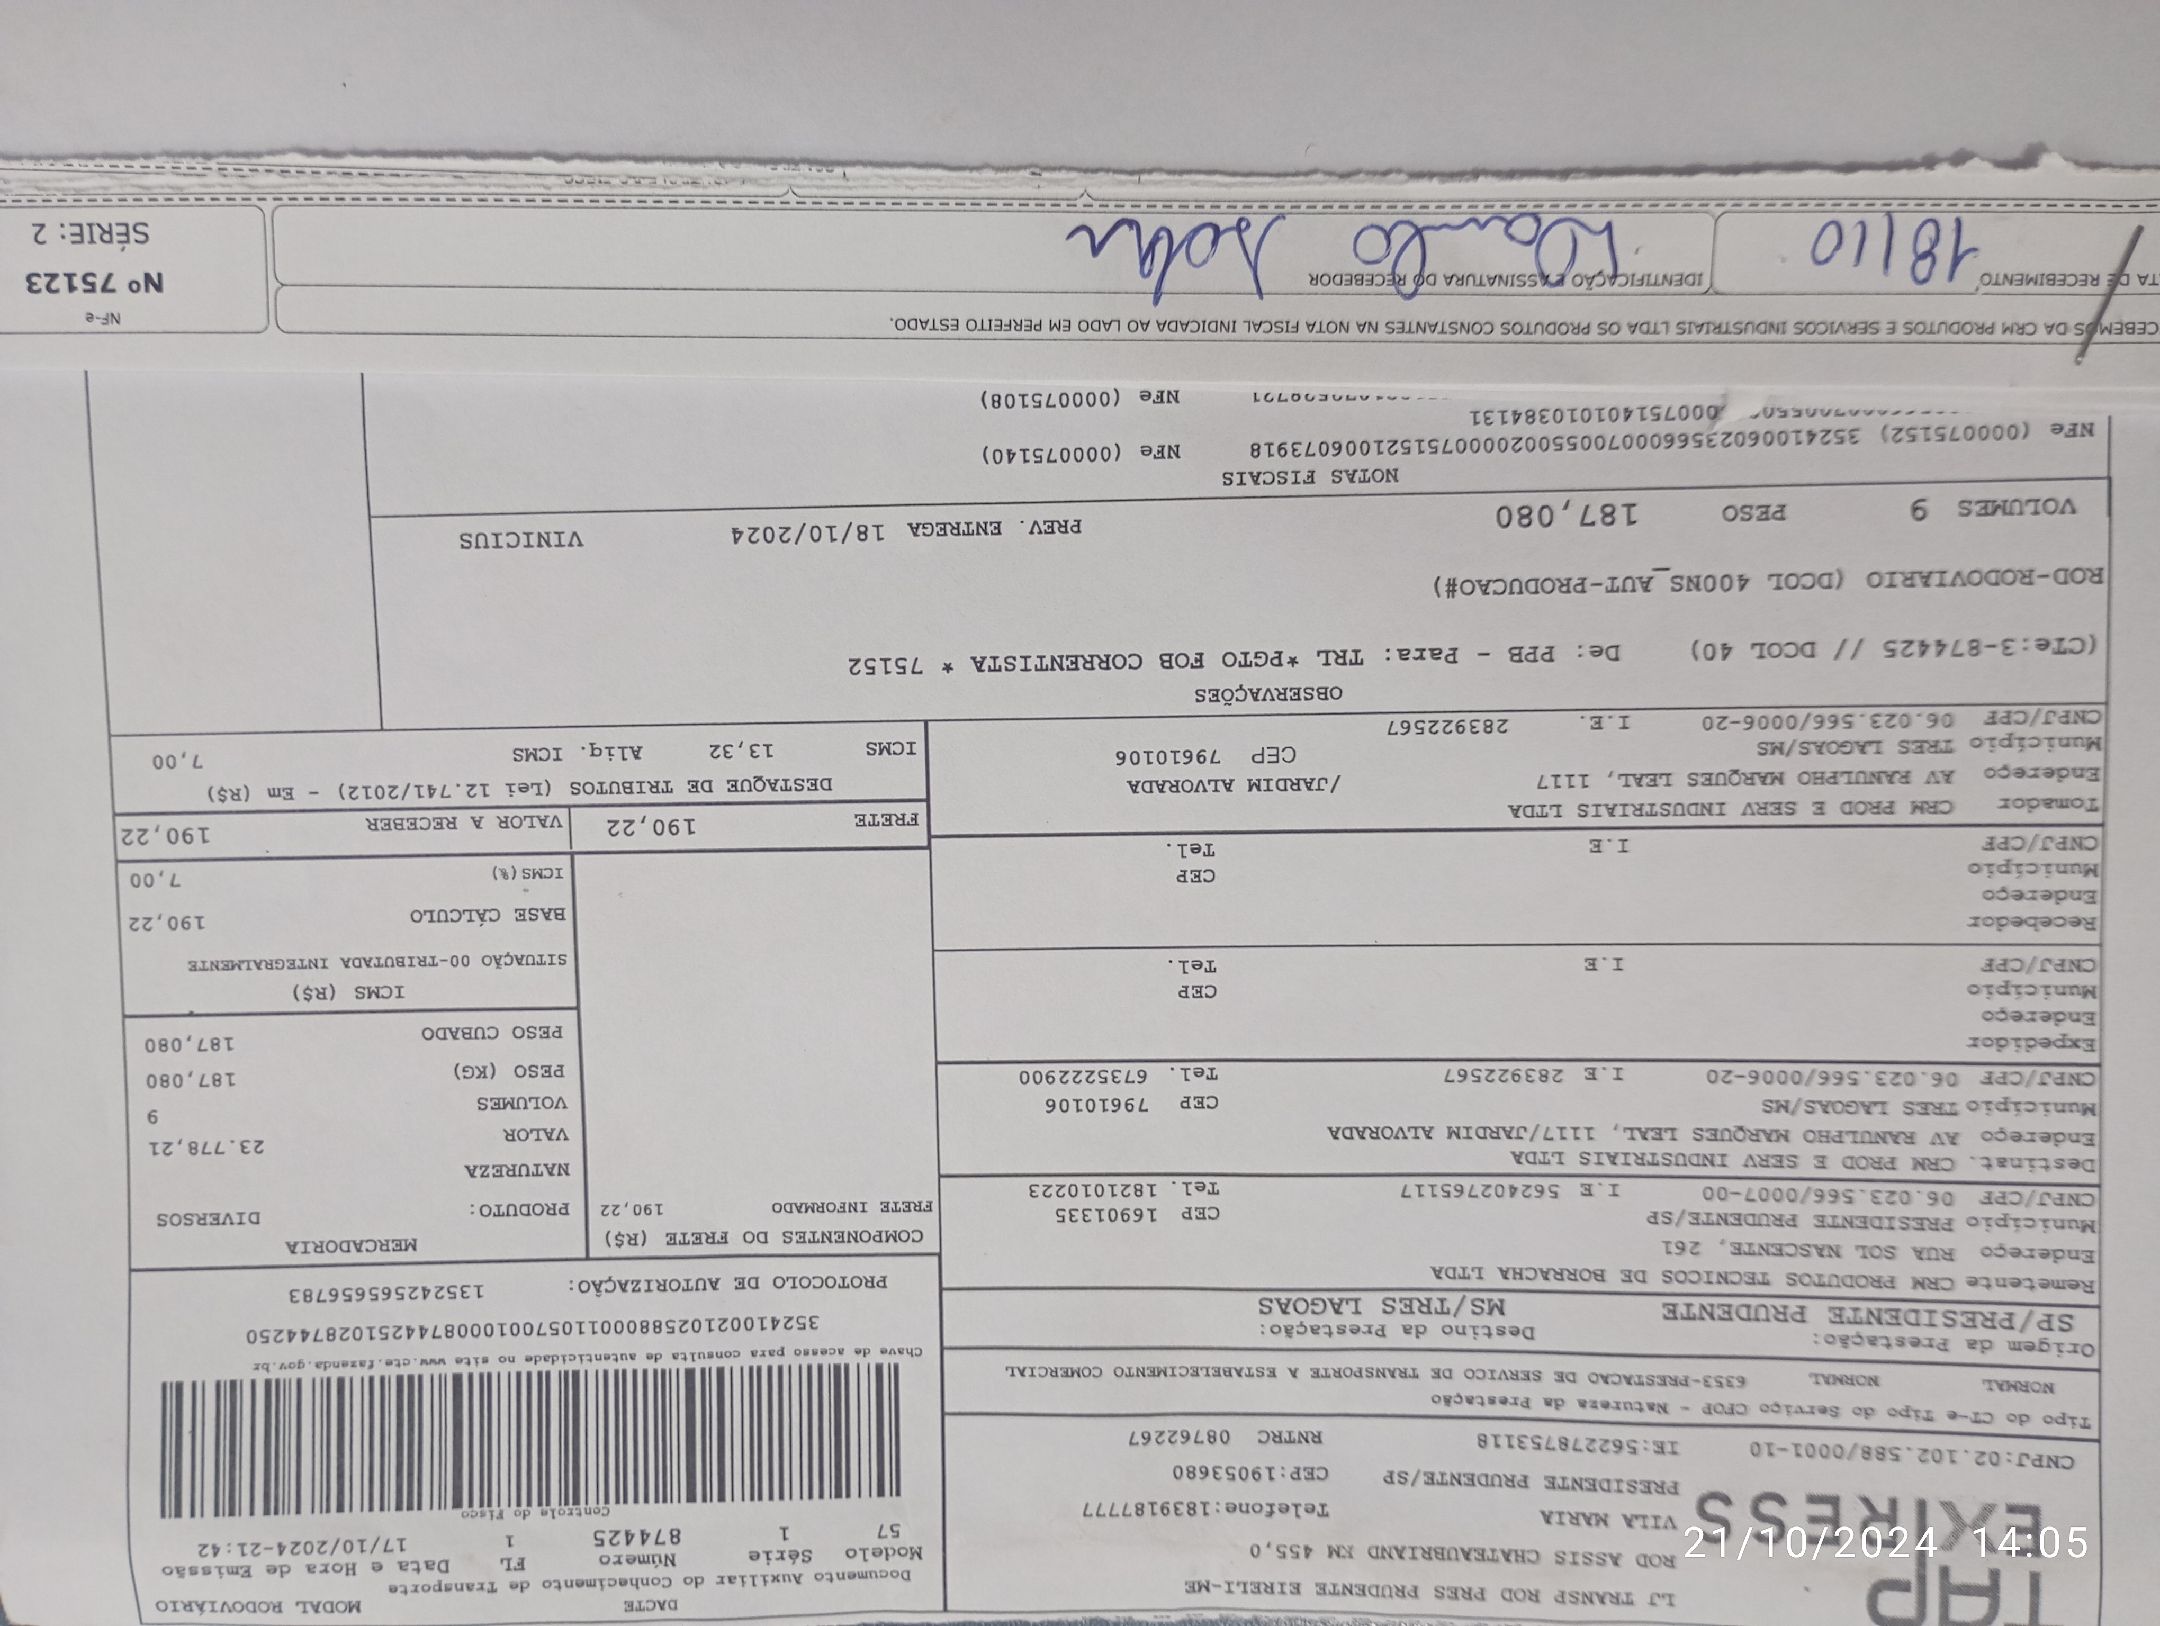 TAP
EXIRESS
LJ TRANSP ROD PRES PRUDENTE EIRELI-ME
ROD ASSIS CHATEAUBRIAND KM 455,0
VILA MARIA Telefone:1839187777
PRESIDENTE PRUDENTE/SP CEP:19053680
CNPJ:02.102.588/0001-10 IE:562278753118 RNTRC 08762267
DACTE MODAL RODOVIÁRIO
Documento Auxiliar do Conhecimento de Transporte
Modelo Série Número FL Data e Hora de Emissão
57 1 874425 1 17/10/2024-21:42
Controle do Fisco
Chave de acesso para consulta de autenticidade no site www.cte.fazenda.gov.br
35241002102588000110570010008744251028744250
PROTOCOLO DE AUTORIZAÇÃO: 135242565656783
Tipo do CT-e Tipo do Serviço CFOP - Natureza da Prestação
NORMAL NORMAL 6353-PRESTACAO DE SERVICO DE TRANSPORTE A ESTABELECIMENTO COMERCIAL
Origem da Prestação: Destino da Prestação:
SP/PRESIDENTE PRUDENTE MS/TRES LAGOAS
Remetente CRM PRODUTOS TECNICOS DE BORRACHA LTDA
Endereço RUA SOL NASCENTE, 261
Município PRESIDENTE PRUDENTE/SP CEP 16901335
CNPJ/CPF 06.023.566/0007-00 I.E 562402765117 Tel. 1821010223
Destinat. CRM PROD E SERV INDUSTRIAIS LTDA
Endereço AV RANULPHO MARQUES LEAL, 1117/JARDIM ALVORADA
Município TRES LAGOAS/MS CEP 79610106
CNPJ/CPF 06.023.566/0006-20 I.E 283922567 Tel. 6735222900
Expedidor
Endereço
Município CEP
CNPJ/CPF I.E Tel.
Recebedor
Endereço
Município CEP
CNPJ/CPF I.E Tel.
Tomador CRM PROD E SERV INDUSTRIAIS LTDA
Endereço AV RANULPHO MARQUES LEAL, 1117 /JARDIM ALVORADA
Município TRES LAGOAS/MS CEP 79610106
CNPJ/CPF 06.023.566/0006-20 I.E. 283922567
COMPONENTES DO FRETE (R$)
FRETE INFORMADO 190,22
MERCADORIA
PRODUTO: DIVERSOS
NATUREZA
VALOR 23.778,21
VOLUMES 9
PESO (KG) 187,080
PESO CUBADO 187,080
ICMS (R$)
SITUAÇÃO 00-TRIBUTADA INTEGRALMENTE
BASE CÁLCULO 190,22
ICMS(%) 7,00
FRETE 190,22 VALOR A RECEBER 190,22
DESTAQUE DE TRIBUTOS (Lei 12.741/2012) - Em (R$)
ICMS 13,32 Aliq. ICMS 7,00
OBSERVAÇÕES
(CTe:3-874425 // DCOL 40) De: PPB - Para: TRL *PGTO FOB CORRENTISTA * 75152
ROD-RODOVIARIO (DCOL 400NS_AUT-PRODUCAO#)
VOLUMES 9 PESO 187,080 PREV. ENTREGA 18/10/2024 VINICIUS
NOTAS FISCAIS
NFe (000075152) 35241006023566000700550020000751521006073918 NFe (000075140)
000751401010384131 NFe (000075108)
CEBEMOS DA CRM PRODUTOS E SERVICOS INDUSTRIAIS LTDA OS PRODUTOS CONSTANTES NA NOTA FISCAL INDICADA AO LADO EM PERFEITO ESTADO.
TA DE RECEBIMENTO IDENTIFICAÇÃO E ASSINATURA DO RECEBEDOR
18/10
NF-e
Nº 75123
SÉRIE: 2
21/10/2024 14:05